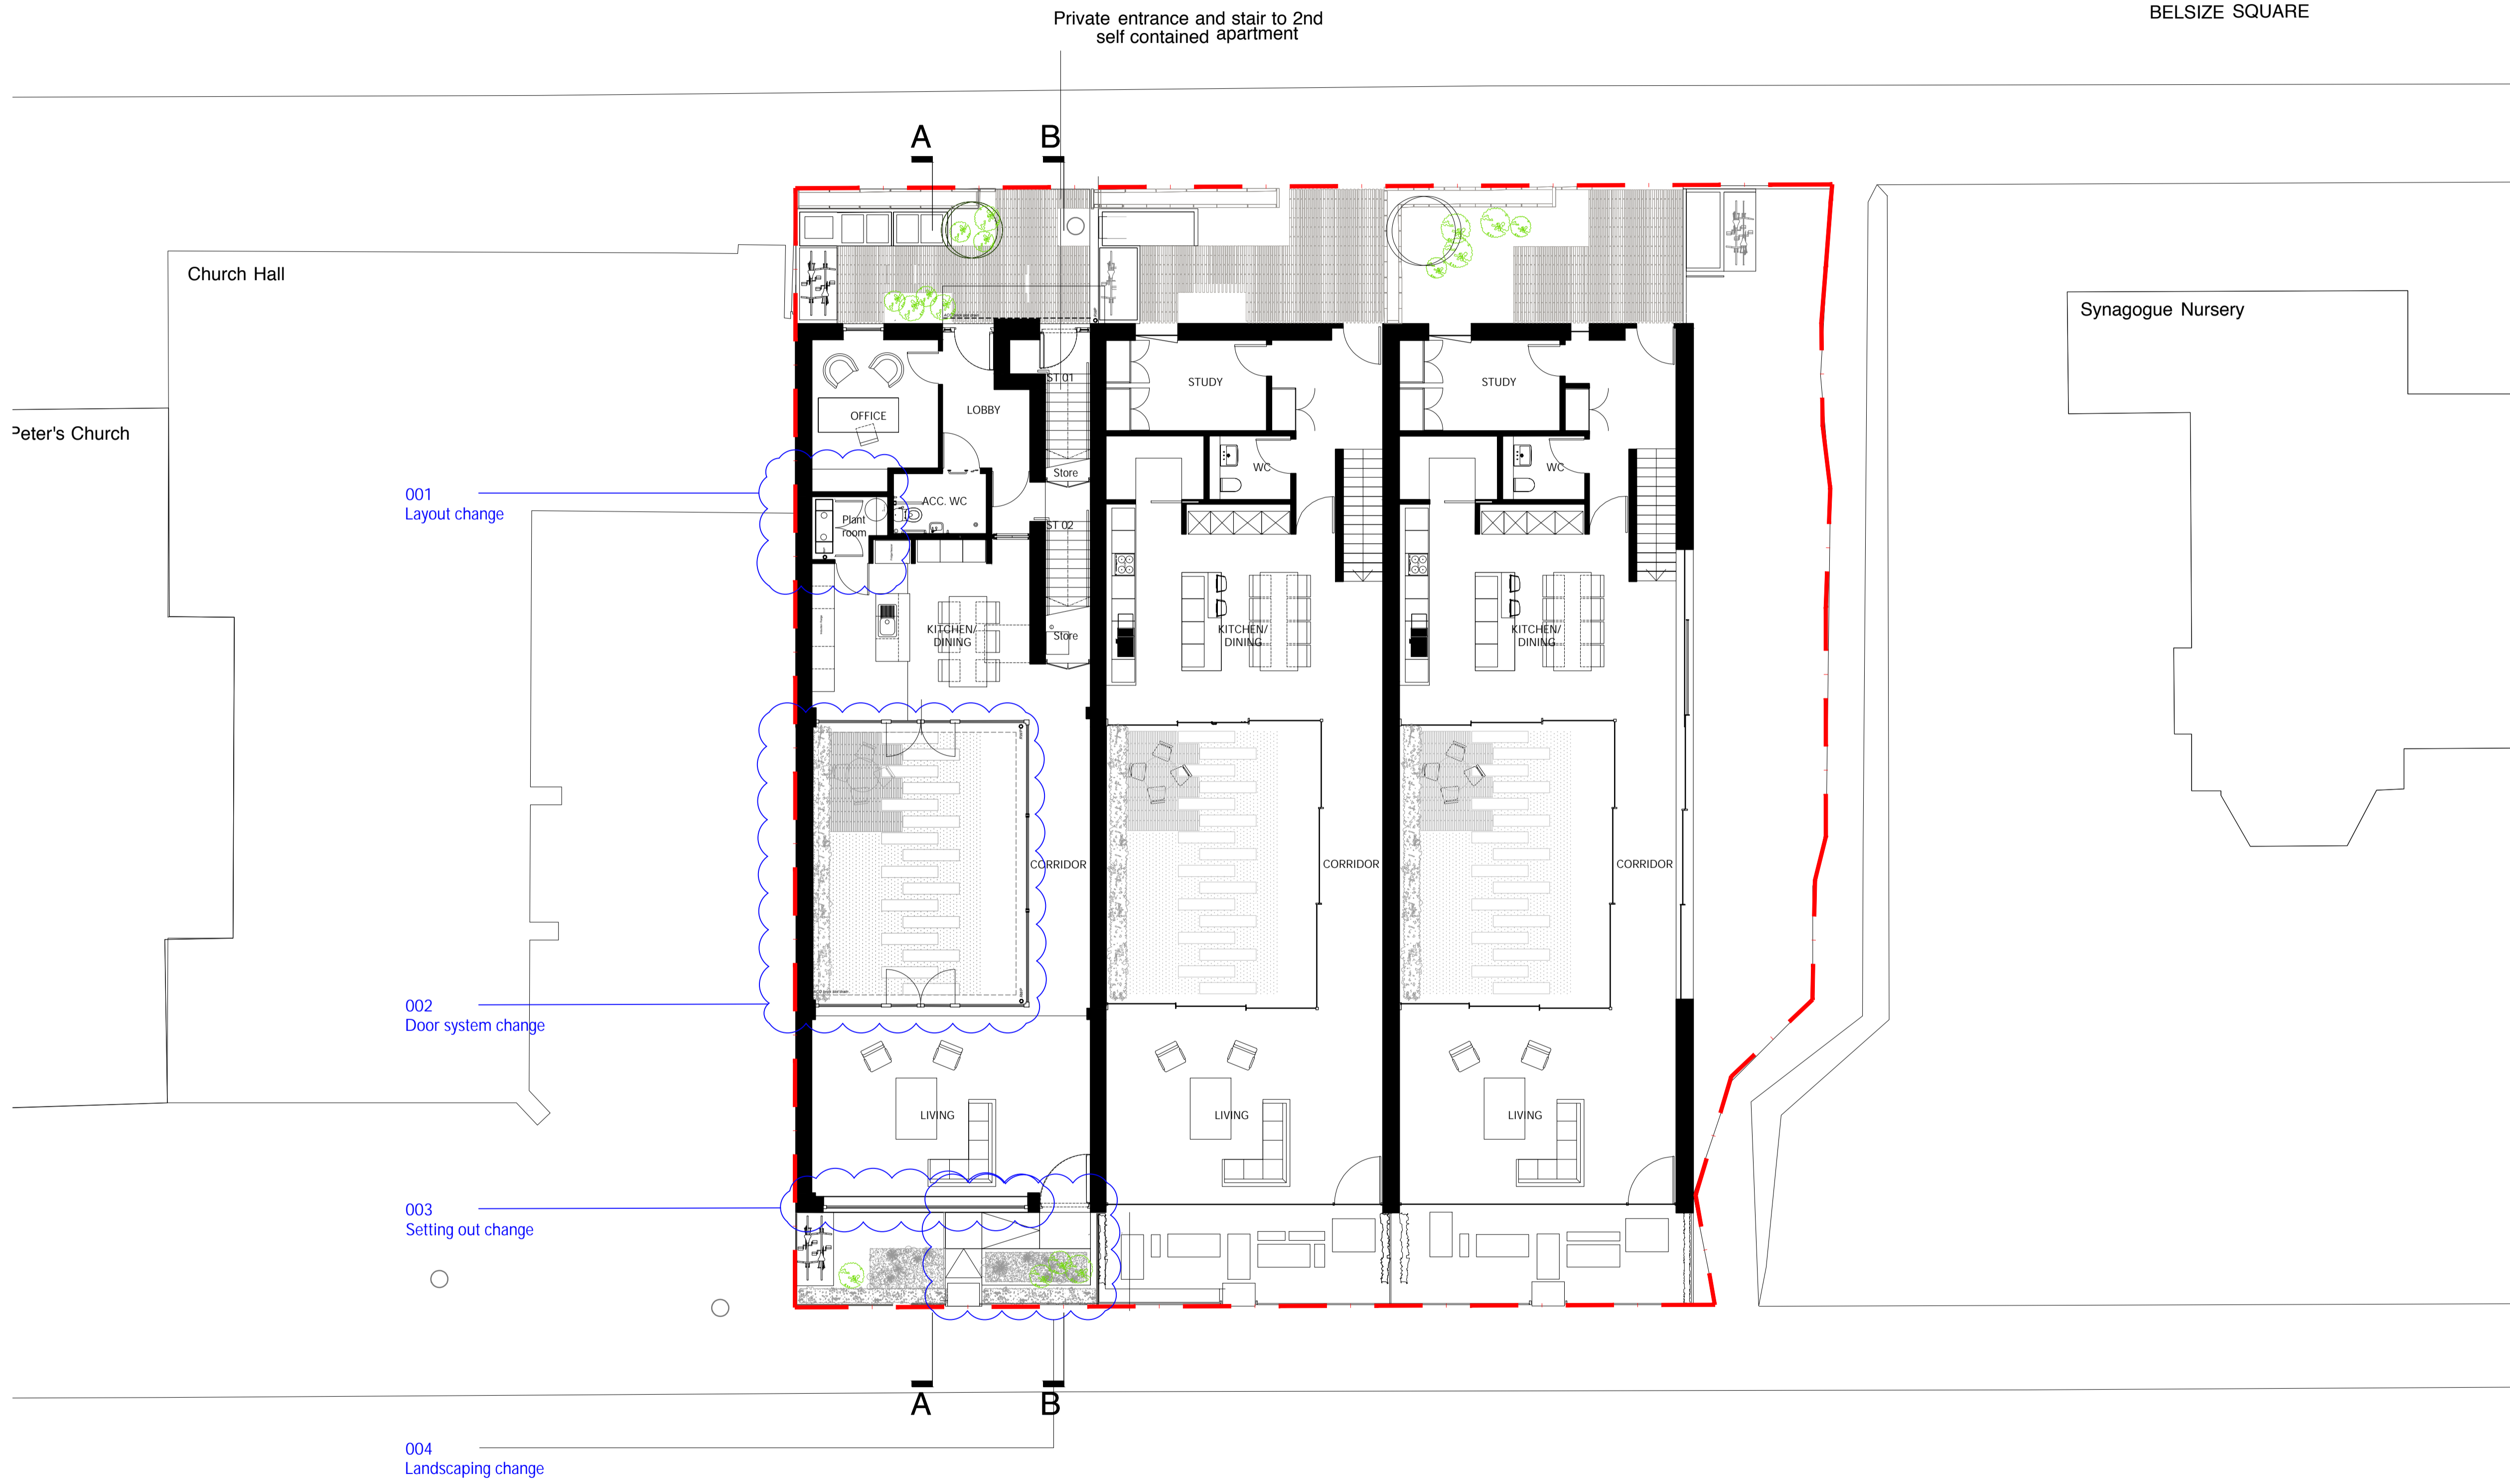 Private entrance and stair to 2nd
self contained apartment
BELSIZE SQUARE
A
B
Church Hall
Synagogue Nursery
Peter's Church
OFFICE
LOBBY
ST 01
STUDY
STUDY
Store
WC
WC
001
Layout change
ACC. WC
Plant
room
ST 02
KITCHEN/
DINING
Store
KITCHEN/
DINING
KITCHEN/
DINING
CORRIDOR
CORRIDOR
CORRIDOR
002
Door system change
LIVING
LIVING
LIVING
003
Setting out change
A
B
004
Landscaping change